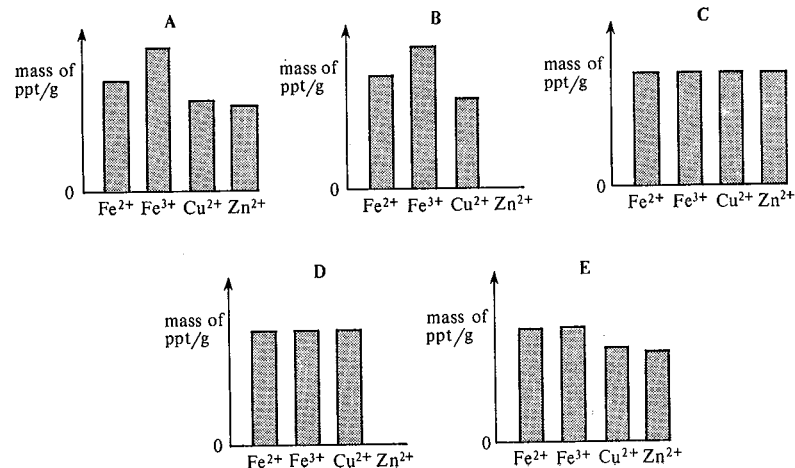 A
mass of
ppt/g
0
Fe²⁺ Fe³⁺ Cu²⁺ Zn²⁺
B
mass of
ppt/g
0
Fe²⁺ Fe³⁺ Cu²⁺ Zn²⁺
C
mass of
ppt/g
0
Fe²⁺ Fe³⁺ Cu²⁺ Zn²⁺
D
mass of
ppt/g
0
Fe²⁺ Fe³⁺ Cu²⁺ Zn²⁺
E
mass of
ppt/g
0
Fe²⁺ Fe³⁺ Cu²⁺ Zn²⁺